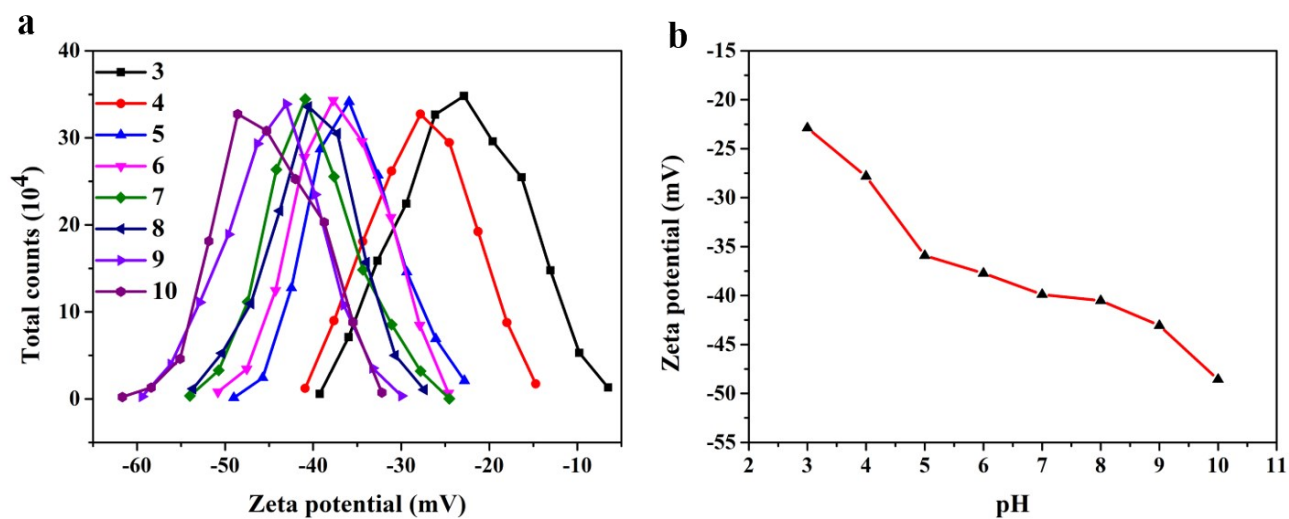 a
40
30
20
10
0
Total counts (10⁴)
3
4
5
6
7
8
9
10
-60 -50 -40 -30 -20 -10
Zeta potential (mV)
b
-15
-20
-25
-30
-35
-40
-45
-50
-55
Zeta potential (mV)
2 3 4 5 6 7 8 9 10 11
pH